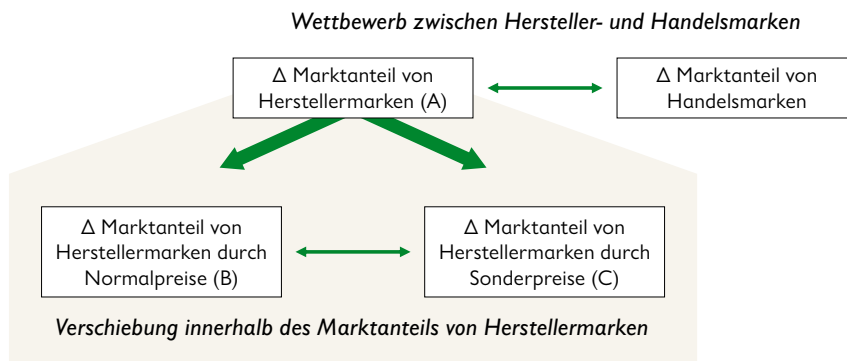 Wettbewerb zwischen Hersteller- und Handelsmarken
Δ Marktanteil von
Herstellermarken (A)
Δ Marktanteil von
Handelsmarken
Δ Marktanteil von
Herstellermarken durch
Normalpreise (B)
Δ Marktanteil von
Herstellermarken durch
Sonderpreise (C)
Verschiebung innerhalb des Marktanteils von Herstellermarken